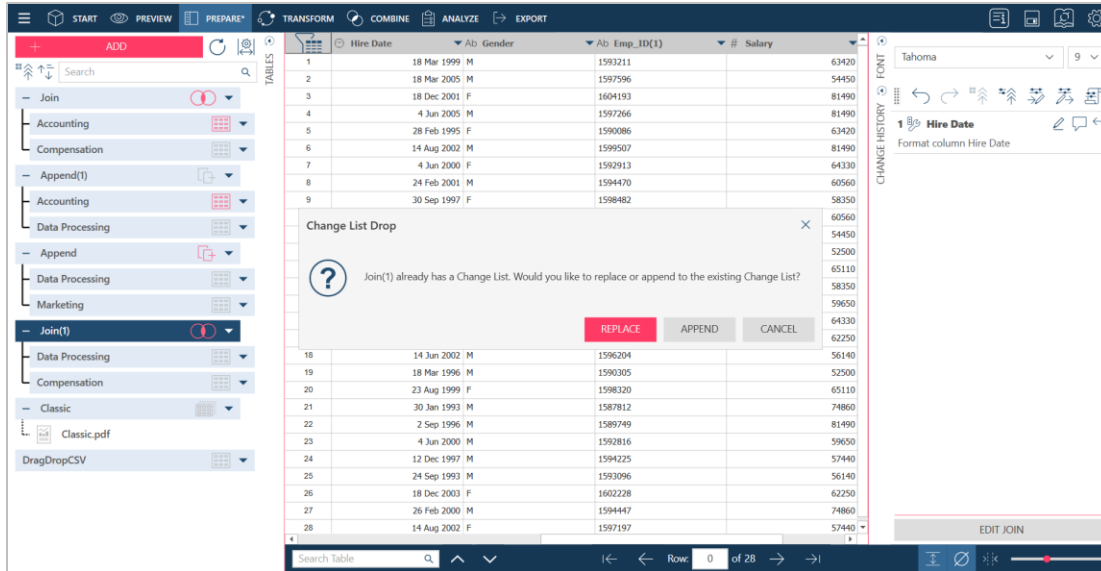 START PREVIEW PREPARE* TRANSFORM COMBINE ANALYZE EXPORT
ADD
Search
Join
Accounting
Compensation
Append(1)
Accounting
Data Processing
Append
Data Processing
Marketing
Join(1)
Data Processing
Compensation
Classic
Classic.pdf
DragDropCSV
TABLES
Hire Date Ab Gender Ab Emp_ID(1) # Salary
1 18 Mar 1999 M 1593211 63420
2 18 Mar 2005 M 1597596 54450
3 18 Dec 2001 F 1604193 81490
4 4 Jun 2005 M 1597266 81490
5 28 Feb 1995 F 1590086 63420
6 14 Aug 2002 M 1599507 81490
7 4 Jun 2000 F 1592913 64330
8 24 Feb 2001 M 1594470 60560
9 30 Sep 1997 F 1598482 58350
60560
54450
52500
65110
58350
59650
64330
62250
Change List Drop
Join(1) already has a Change List. Would you like to replace or append to the existing Change List?
REPLACE APPEND CANCEL
18 14 Jun 2002 M 1596204 56140
19 18 Mar 1996 M 1590305 52500
20 23 Aug 1999 F 1598320 65110
21 30 Jan 1993 M 1587812 74860
22 2 Sep 1996 M 1589749 81490
23 4 Jun 2000 M 1592816 59650
24 12 Dec 1997 M 1594225 57440
25 24 Sep 1993 M 1593096 56140
26 18 Dec 2003 F 1602228 62250
27 26 Feb 2000 M 1594447 74860
28 14 Aug 2002 F 1597197 57440
Search Table Row: 0 of 28
FONT
Tahoma 9
CHANGE HISTORY
1 Hire Date
Format column Hire Date
EDIT JOIN